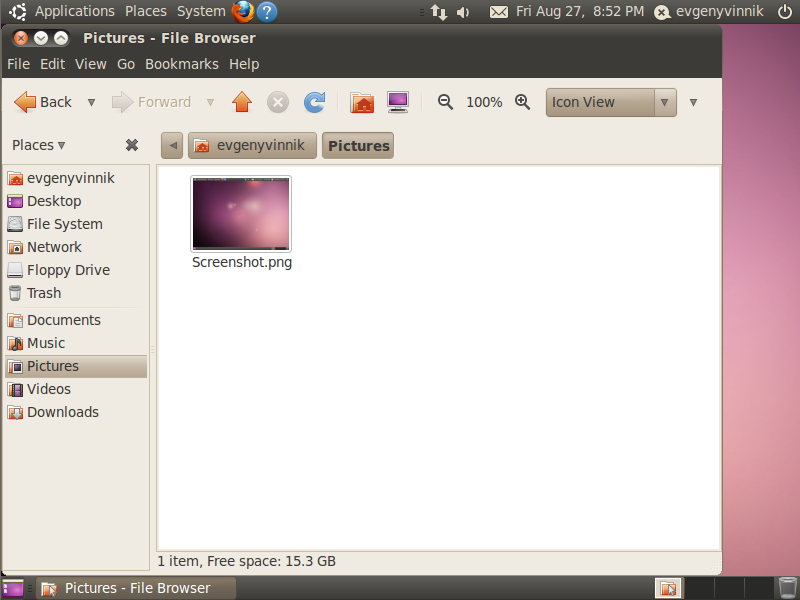 Applications Places System ? Fri Aug 27, 8:52 PM evgenyvinnik
Pictures - File Browser
File Edit View Go Bookmarks Help
Back Forward 100% Icon View
Places evgenyvinnik Pictures
evgenyvinnik
Desktop
File System
Network
Floppy Drive
Trash
Documents
Music
Pictures
Videos
Downloads
Screenshot.png
1 item, Free space: 15.3 GB
Pictures - File Browser